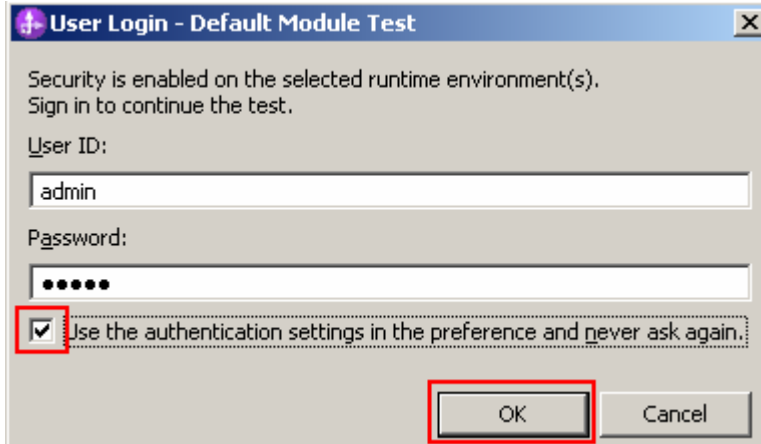 User Login - Default Module Test
Security is enabled on the selected runtime environment(s).
Sign in to continue the test.
User ID:
admin
Password:
●●●●●
Use the authentication settings in the preference and never ask again.
OK Cancel